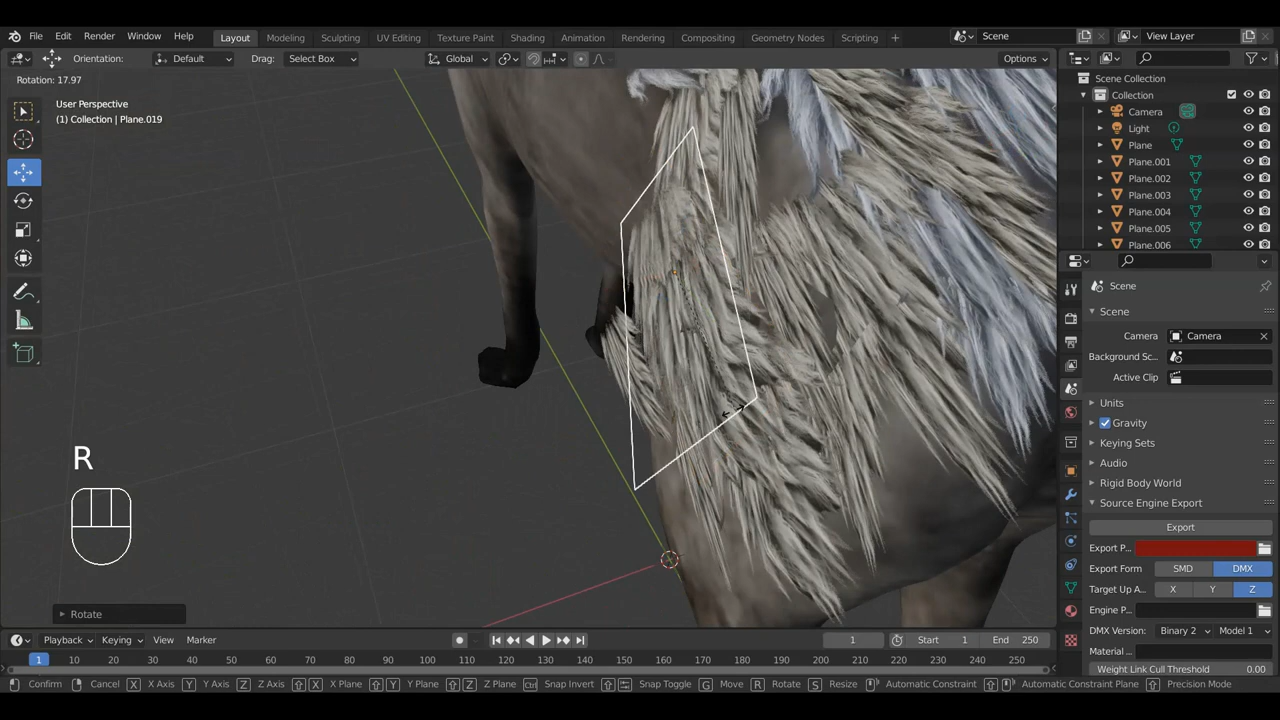 File Edit Render Window Help Layout Modeling Sculpting UV Editing Texture Paint Shading Animation Rendering Compositing Geometry Nodes Scripting + Scene View Layer
Orientation: Default Drag: Select Box Global Options
Rotation: 17.97
User Perspective
(1) Collection | Plane.019
Scene Collection
Collection
Camera
Light
Plane
Plane.001
Plane.002
Plane.003
Plane.004
Plane.005
Plane.006
Scene
Scene
Camera Camera
Background Sc...
Active Clip
Units
Gravity
Keying Sets
Audio
Rigid Body World
Source Engine Export
Export
Export P...
Export Form SMD DMX
Target Up A... X Y Z
Engine P...
DMX Version: Binary 2 Model 1
Material ...
Weight Link Cull Threshold 0.00
R
Rotate
Playback Keying View Marker 1 Start 1 End 250
1 10 20 30 40 50 60 70 80 90 100 110 120 130 140 150 160 170 180 190 200 210 220 230 240 250
Confirm Cancel X X Axis Y Y Axis Z Z Axis X X Plane Y Y Plane Z Z Plane Ctrl Snap Invert Snap Toggle G Move R Rotate S Resize Automatic Constraint Automatic Constraint Plane Precision Mode